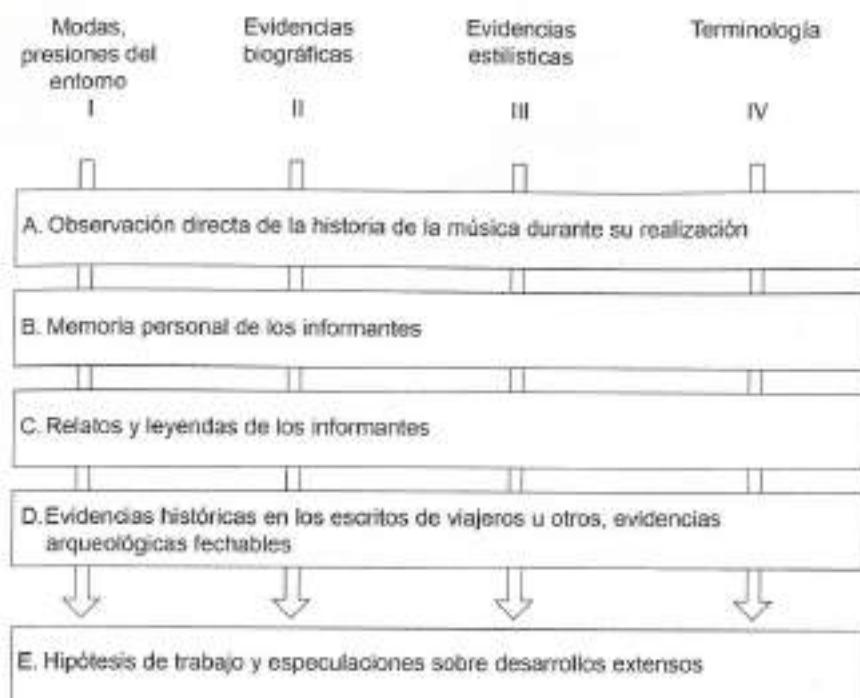 Modas,
presiones del
entorno
I
Evidencias
biográficas
II
Evidencias
estilísticas
III
Terminología
IV
A. Observación directa de la historia de la música durante su realización
B. Memoria personal de los informantes
C. Relatos y leyendas de los informantes
D. Evidencias históricas en los escritos de viajeros u otros, evidencias
arqueológicas fechables
E. Hipótesis de trabajo y especulaciones sobre desarrollos extensos